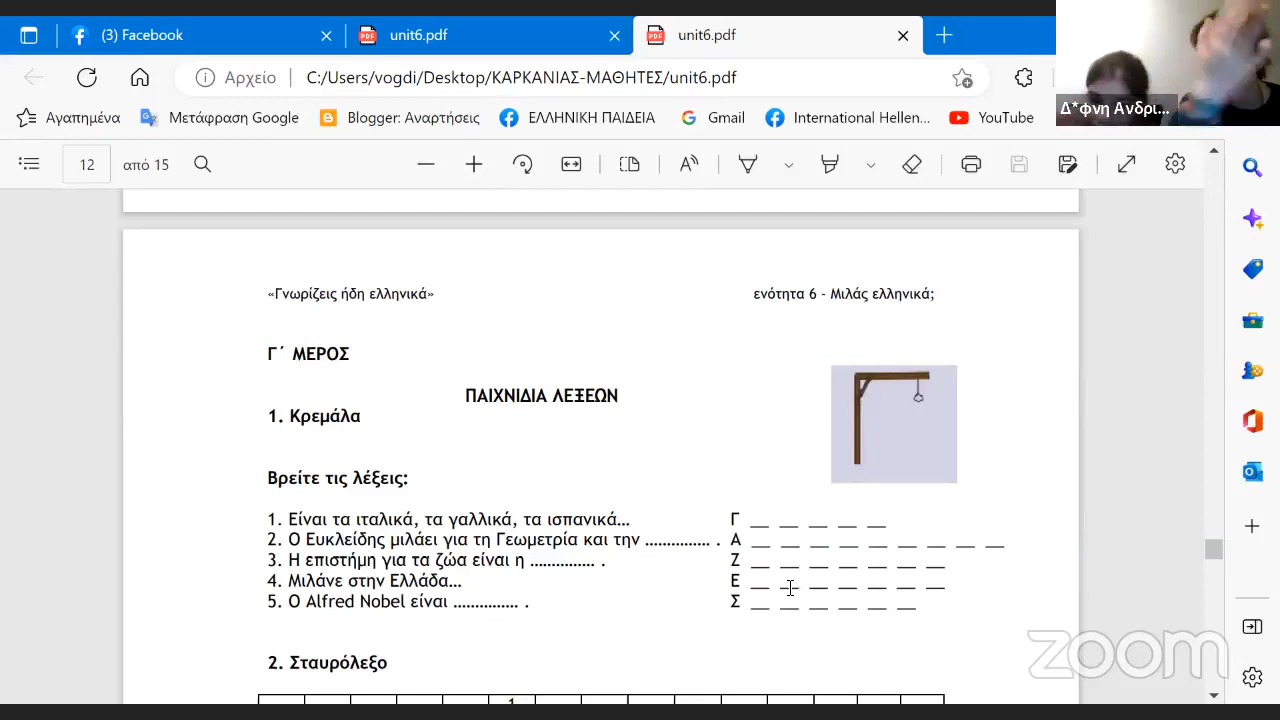 (3) Facebook
unit6.pdf
unit6.pdf
Αρχείο | C:/Users/vogdi/Desktop/ΚΑΡΚΑΝΙΑΣ-ΜΑΘΗΤΕΣ/unit6.pdf
Δ*φνη Ανδρι...
Αγαπημένα Μετάφραση Google Blogger: Αναρτήσεις ΕΛΛΗΝΙΚΗ ΠΑΙΔΕΙΑ Gmail International Hellen... YouTube
12 από 15
«Γνωρίζεις ήδη ελληνικά» ενότητα 6 - Μιλάς ελληνικά;
Γ΄ ΜΕΡΟΣ
ΠΑΙΧΝΙΔΙΑ ΛΕΞΕΩΝ
1. Κρεμάλα
Βρείτε τις λέξεις:
1. Είναι τα ιταλικά, τα γαλλικά, τα ισπανικά... Γ _ _ _ _ _
2. Ο Ευκλείδης μιλάει για τη Γεωμετρία και την ............... . Α _ _ _ _ _ _ _ _ _
3. Η επιστήμη για τα ζώα είναι η ............... . Ζ _ _ _ _ _ _ _
4. Μιλάνε στην Ελλάδα... Ε _ _ _ _ _ _ _
5. Ο Alfred Nobel είναι ............... . Σ _ _ _ _ _ _
2. Σταυρόλεξο
1
zoom